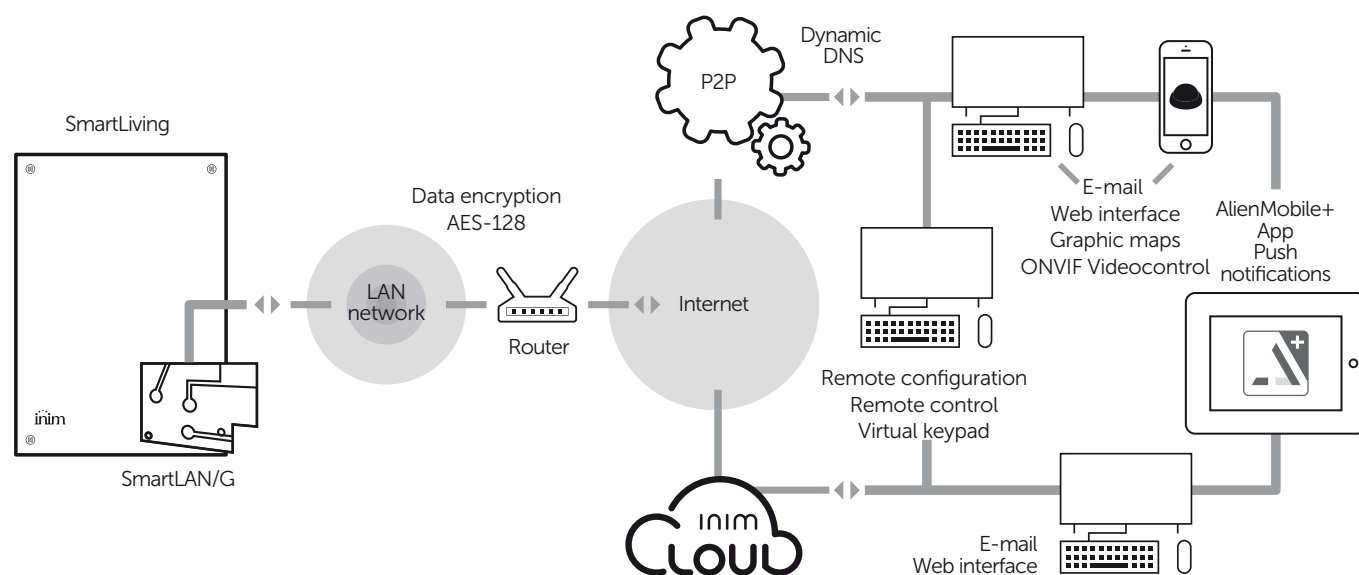 SmartLiving
inim
SmartLAN/G
LAN
network
Data encryption
AES-128
Router
Internet
P2P
Dynamic
DNS
E-mail
Web interface
Graphic maps
ONVIF Videocontrol
AlienMobile+
App
Push
notifications
Remote configuration
Remote control
Virtual keypad
inim
CLOUD
E-mail
Web interface